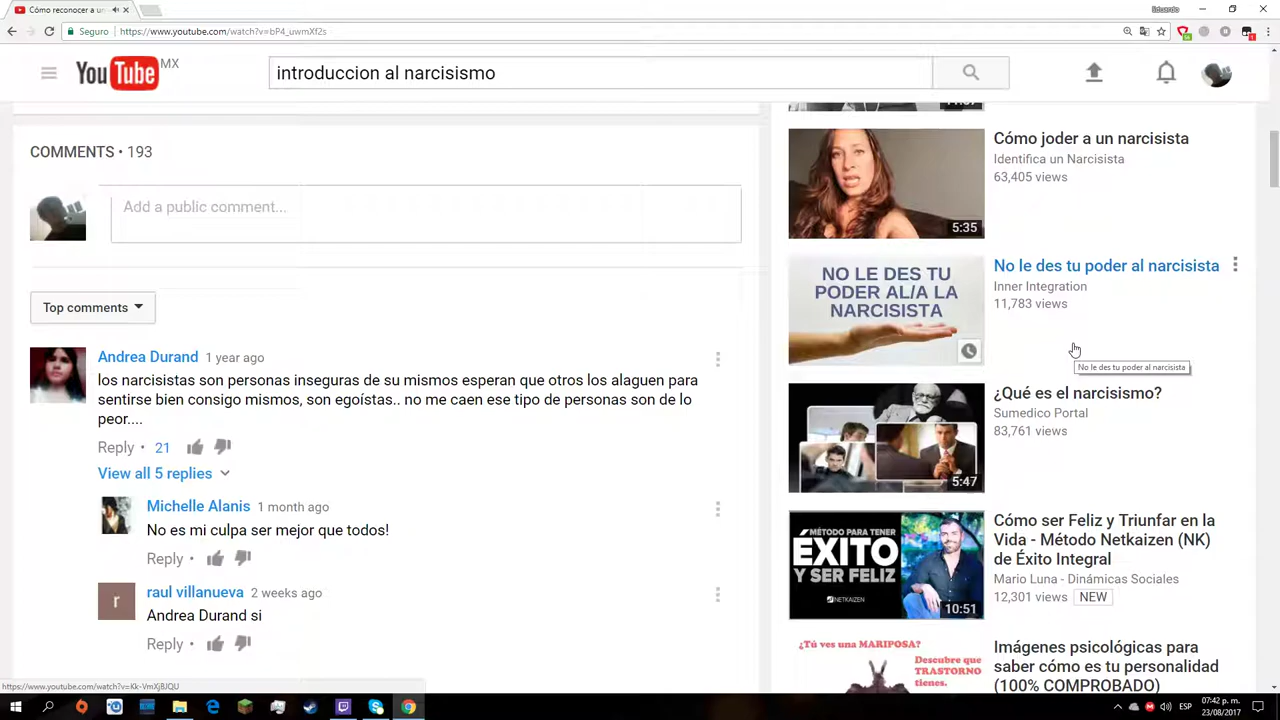 Cómo reconocer a un
Eduardo
Seguro
https://www.youtube.com/watch?v=bP4_uwmXf2s
YouTube MX
introduccion al narcisismo
COMMENTS • 193
Add a public comment...
Top comments
Andrea Durand 1 year ago
los narcisistas son personas inseguras de su mismos esperan que otros los alaguen para
sentirse bien consigo mismos, son egoístas.. no me caen ese tipo de personas son de lo
peor....
Reply • 21
View all 5 replies
Michelle Alanis 1 month ago
No es mi culpa ser mejor que todos!
Reply •
r
raul villanueva 2 weeks ago
Andrea Durand si
Reply •
Cómo joder a un narcisista
Identifica un Narcisista
63,405 views
5:35
NO LE DES TU
PODER AL/A LA
NARCISISTA
No le des tu poder al narcisista
Inner Integration
11,783 views
No le des tu poder al narcisista
¿Qué es el narcisismo?
Sumedico Portal
83,761 views
5:47
MÉTODO PARA TENER
ÉXITO
Y SER FELIZ
NETKAIZEN
10:51
Cómo ser Feliz y Triunfar en la
Vida - Método Netkaizen (NK)
de Éxito Integral
Mario Luna - Dinámicas Sociales
12,301 views NEW
¿Tú ves una MARIPOSA?
Descubre que
TRASTORNO
tienes.
Imágenes psicológicas para
saber cómo es tu personalidad
(100% COMPROBADO)
https://www.youtube.com/watch?v=Kk-VmXjBJQU
ESP
07:42 p. m.
23/08/2017